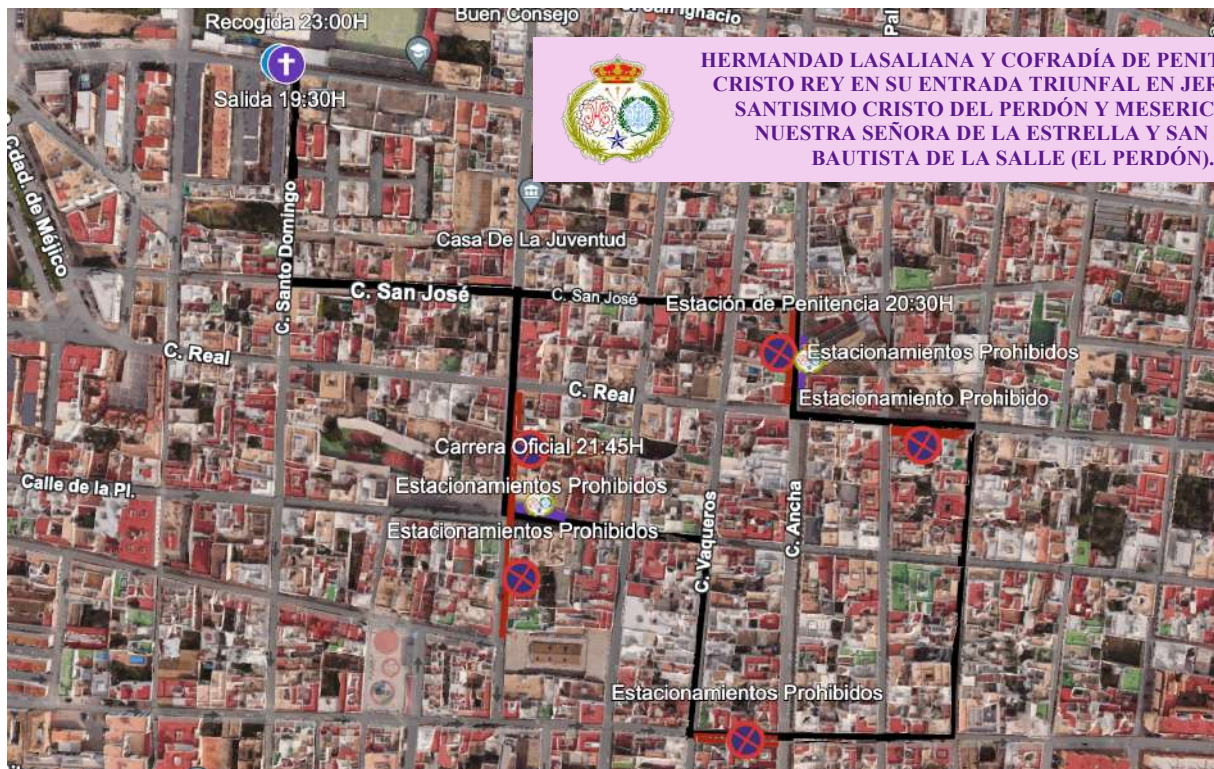 Recogida 23:00H
Buen Consejo
Salida 19:30H
HERMANDAD LASALIANA Y COFRADÍA DE PENIT
CRISTO REY EN SU ENTRADA TRIUNFAL EN JER
SANTISIMO CRISTO DEL PERDÓN Y MESERIC
NUESTRA SEÑORA DE LA ESTRELLA Y SAN
BAUTISTA DE LA SALLE (EL PERDÓN).
Pal
cdad. de Méjico
C. Santo Domingo
Casa De La Juventud
C. San José
C. San José
Estación de Penitencia 20:30H
C. Real
Estacionamientos Prohibidos
C. Real
Estacionamiento Prohibido
Carrera Oficial 21:45H
Calle de la Pl.
Estacionamientos Prohibidos
Estacionamientos Prohibidos
C. Vaqueros
C. Ancha
Estacionamientos Prohibidos